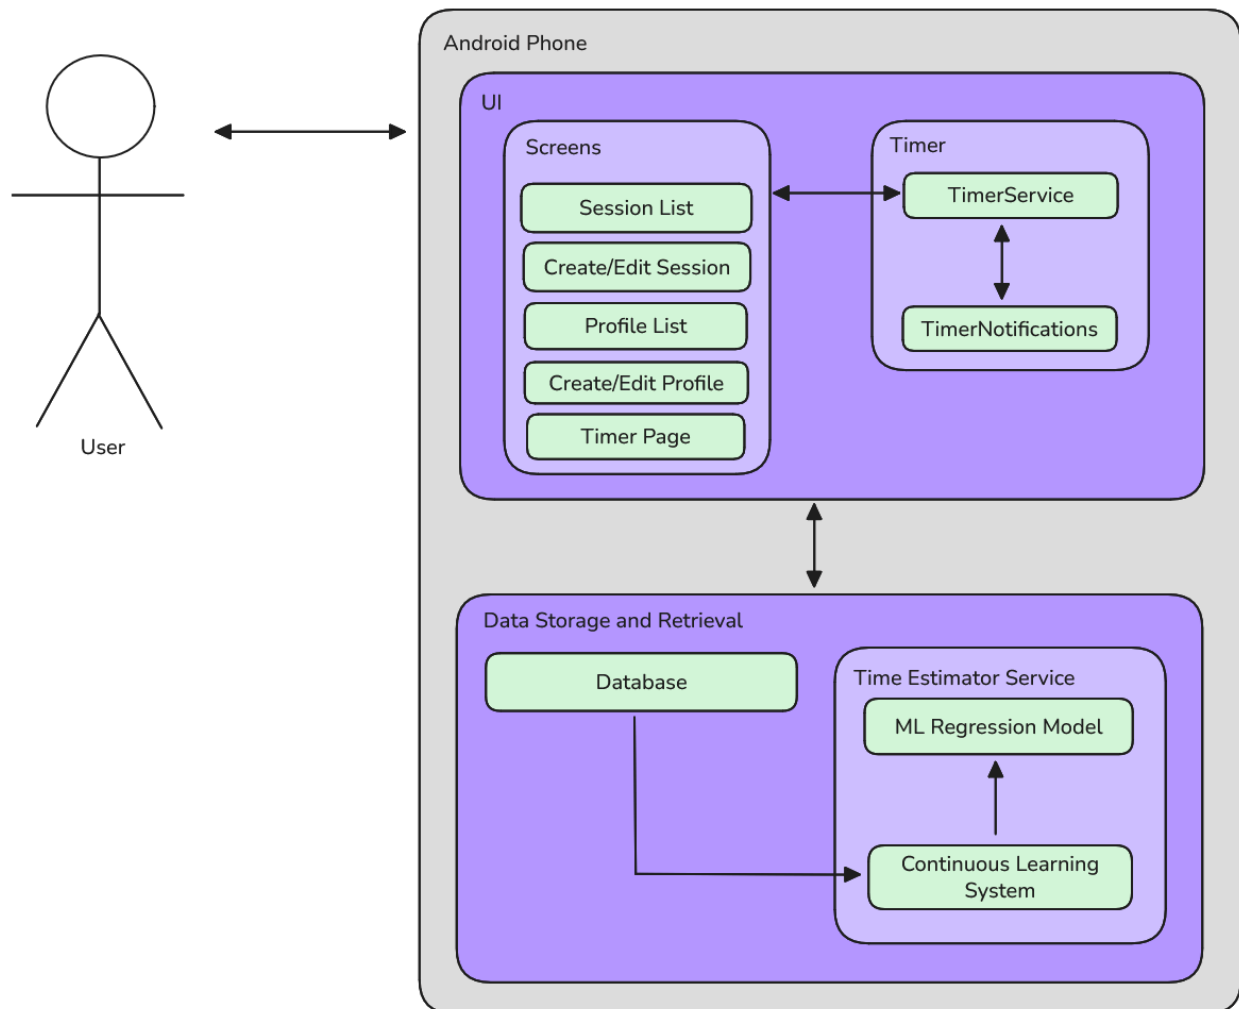 Android Phone
UI
Screens
Session List
Create/Edit Session
Profile List
Create/Edit Profile
Timer Page
Timer
TimerService
TimerNotifications
User
Data Storage and Retrieval
Database
Time Estimator Service
ML Regression Model
Continuous Learning
System